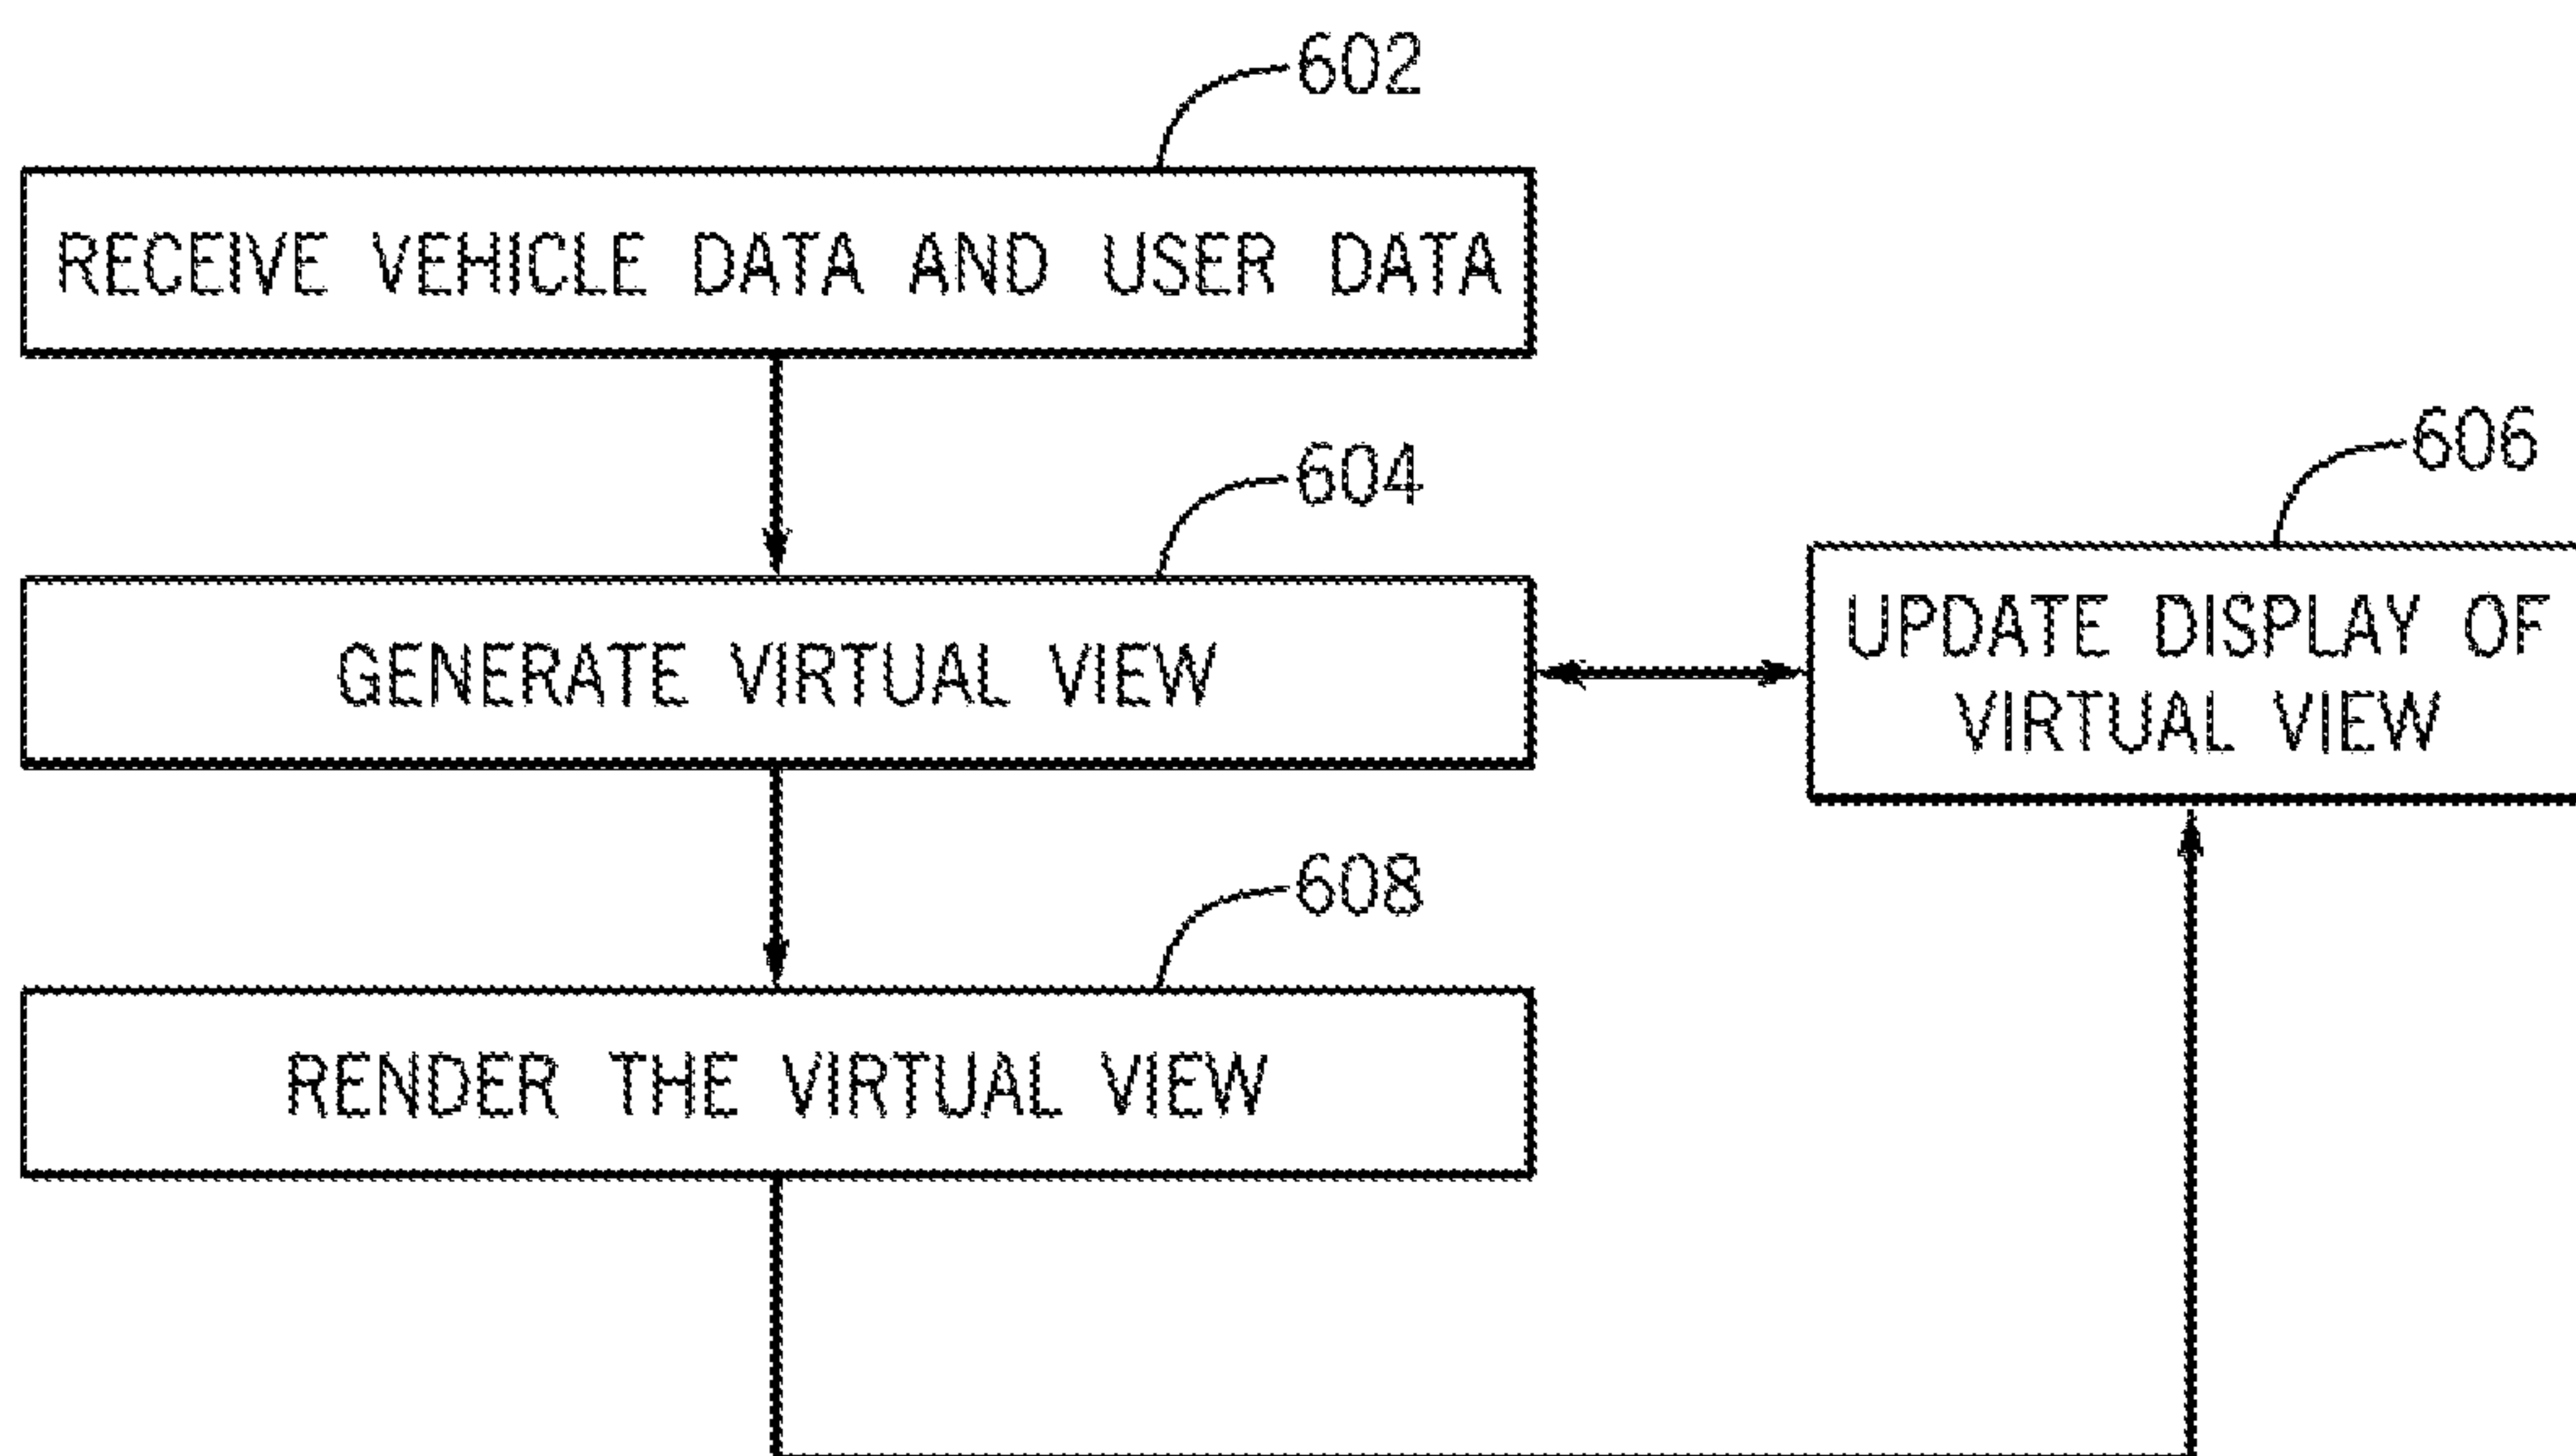 602
RECEIVE VEHICLE DATA AND USER DATA
604
GENERATE VIRTUAL VIEW
606
UPDATE DISPLAY OF
VIRTUAL VIEW
608
RENDER THE VIRTUAL VIEW